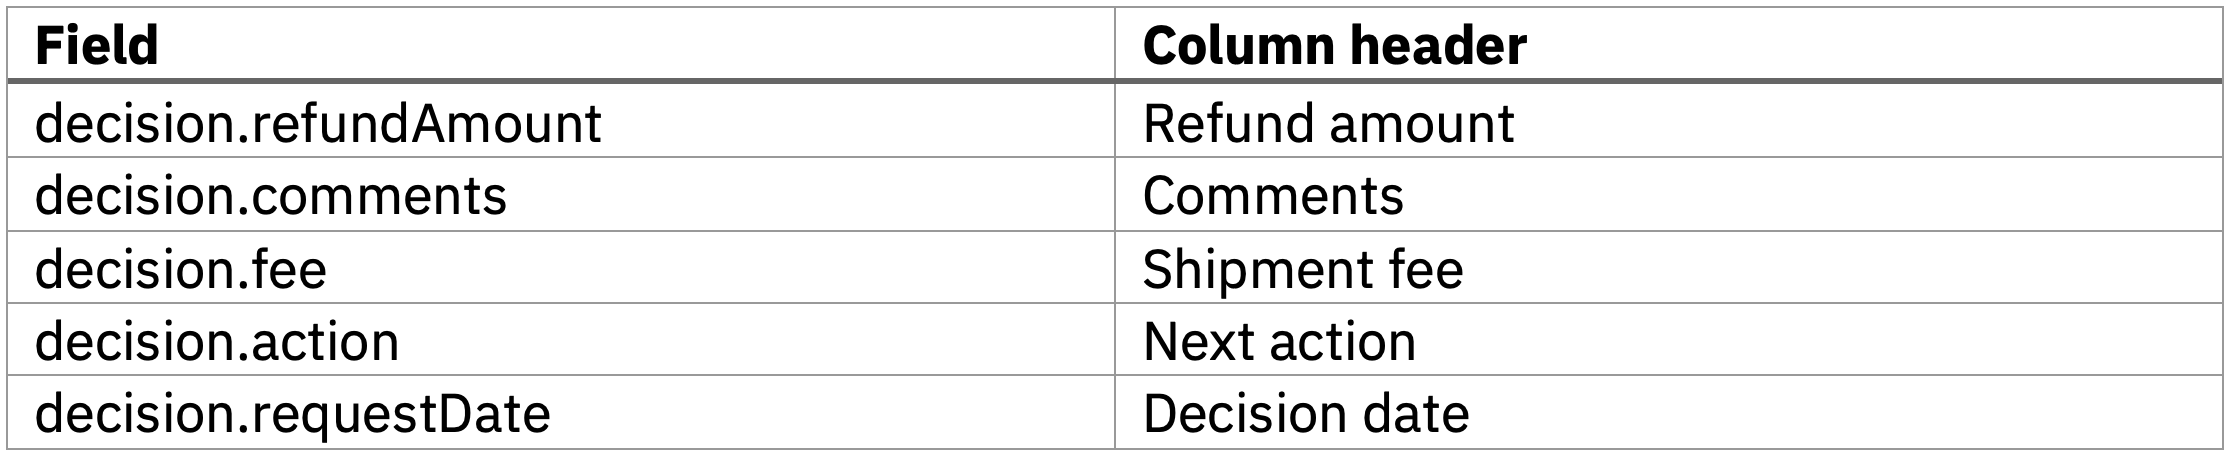 Field Column header
decision.refundAmount Refund amount
decision.comments Comments
decision.fee Shipment fee
decision.action Next action
decision.requestDate Decision date